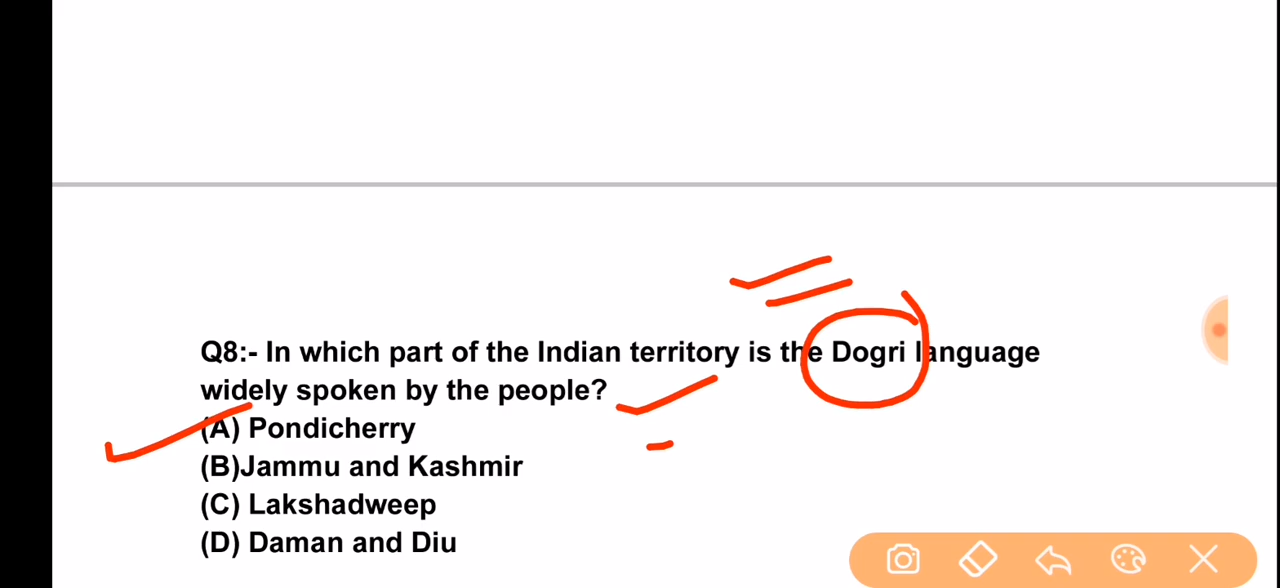 Q8:- In which part of the Indian territory is the Dogri language
widely spoken by the people?
(A) Pondicherry
(B)Jammu and Kashmir
(C) Lakshadweep
(D) Daman and Diu